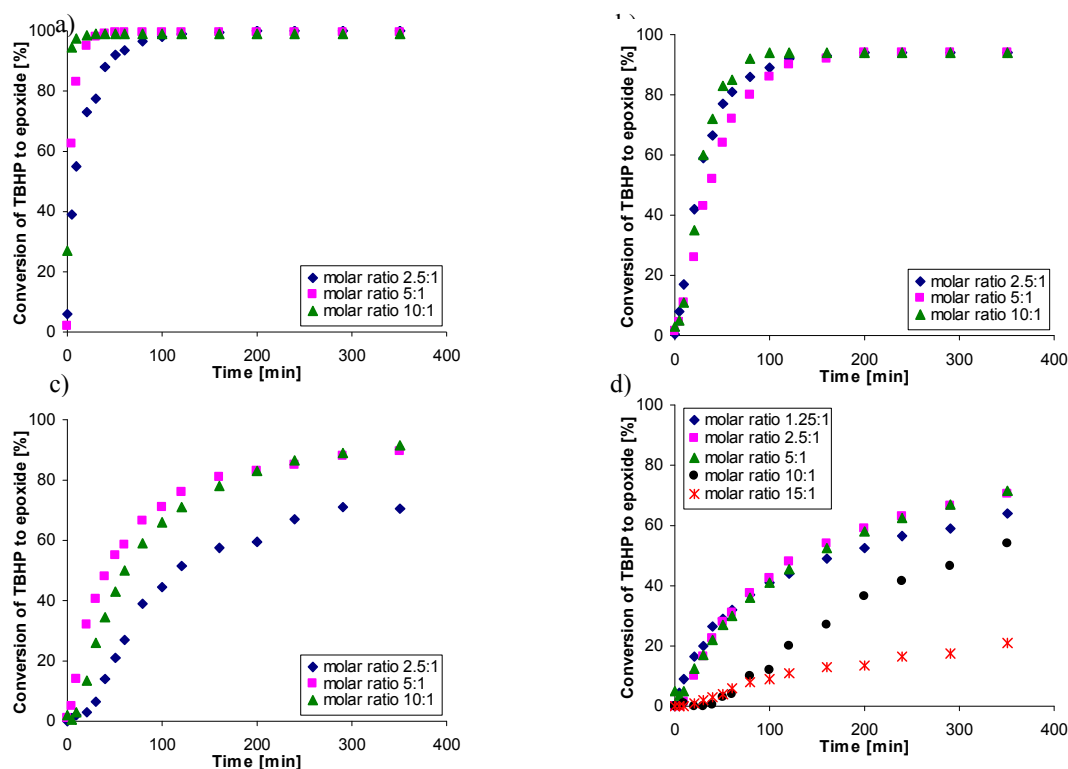 a)
Conversion of TBHP to epoxide [%]
100
80
60
40
20
0
0
100
200
300
400
Time [min]
molar ratio 2.5:1
molar ratio 5:1
molar ratio 10:1
Conversion of TBHP to epoxide [%]
100
80
60
40
20
0
0
100
200
300
400
Time [min]
molar ratio 2.5:1
molar ratio 5:1
molar ratio 10:1
c)
Conversion of TBHP to epoxide [%]
100
80
60
40
20
0
0
100
200
300
400
Time [min]
molar ratio 2.5:1
molar ratio 5:1
molar ratio 10:1
d)
Conversion of TBHP to epoxide [%]
100
80
60
40
20
0
0
100
200
300
400
Time [min]
molar ratio 1.25:1
molar ratio 2.5:1
molar ratio 5:1
molar ratio 10:1
molar ratio 15:1